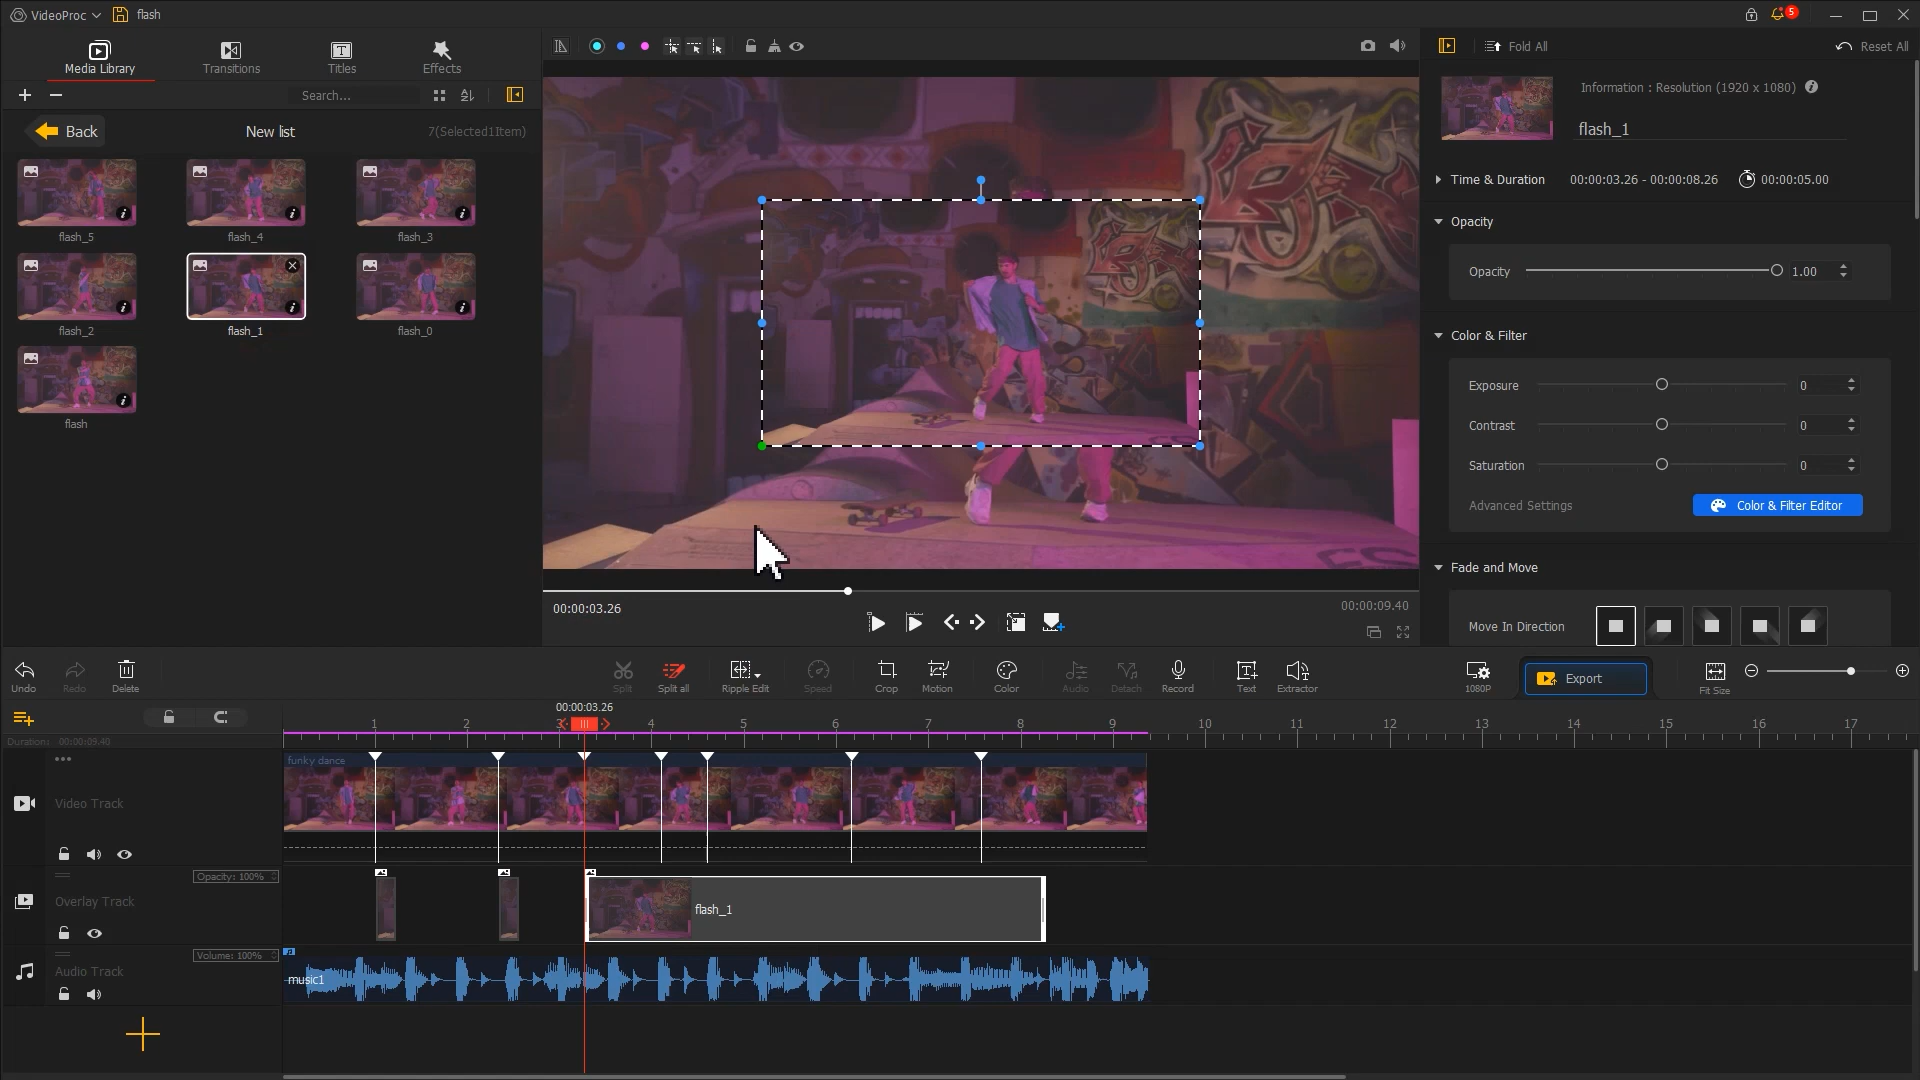 VideoProc
flash
5
Media Library
Transitions
Titles
Effects
Search...
Back
New list
7(Selected1Item)
flash_5
flash_4
flash_3
flash_2
flash_1
flash_0
flash
00:00:03.26
00:00:09.40
Fold All
Reset All
Information : Resolution (1920 x 1080)
flash_1
Time & Duration
00:00:03.26 - 00:00:08.26
00:00:05.00
Opacity
Opacity
1.00
Color & Filter
Exposure
0
Contrast
0
Saturation
0
Advanced Settings
Color & Filter Editor
Fade and Move
Move In Direction
Undo
Redo
Delete
Split
Split all
Ripple Edit
Speed
Crop
Motion
Color
Audio
Detach
Record
Text
Extractor
1080P
Export
Fit Size
00:00:03.26
1 2 3 4 5 6 7 8 9 10 11 12 13 14 15 16 17
Duration: 00:00:09.40
funky dance
Video Track
Opacity: 100%
Overlay Track
flash_1
Volume: 100%
Audio Track
music1